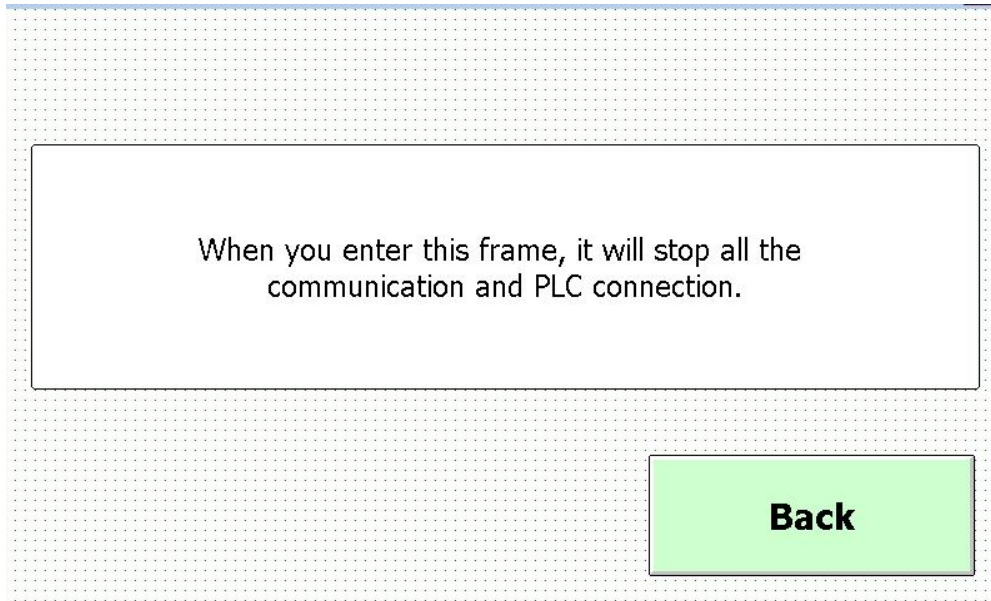 When you enter this frame, it will stop all the
communication and PLC connection.
Back